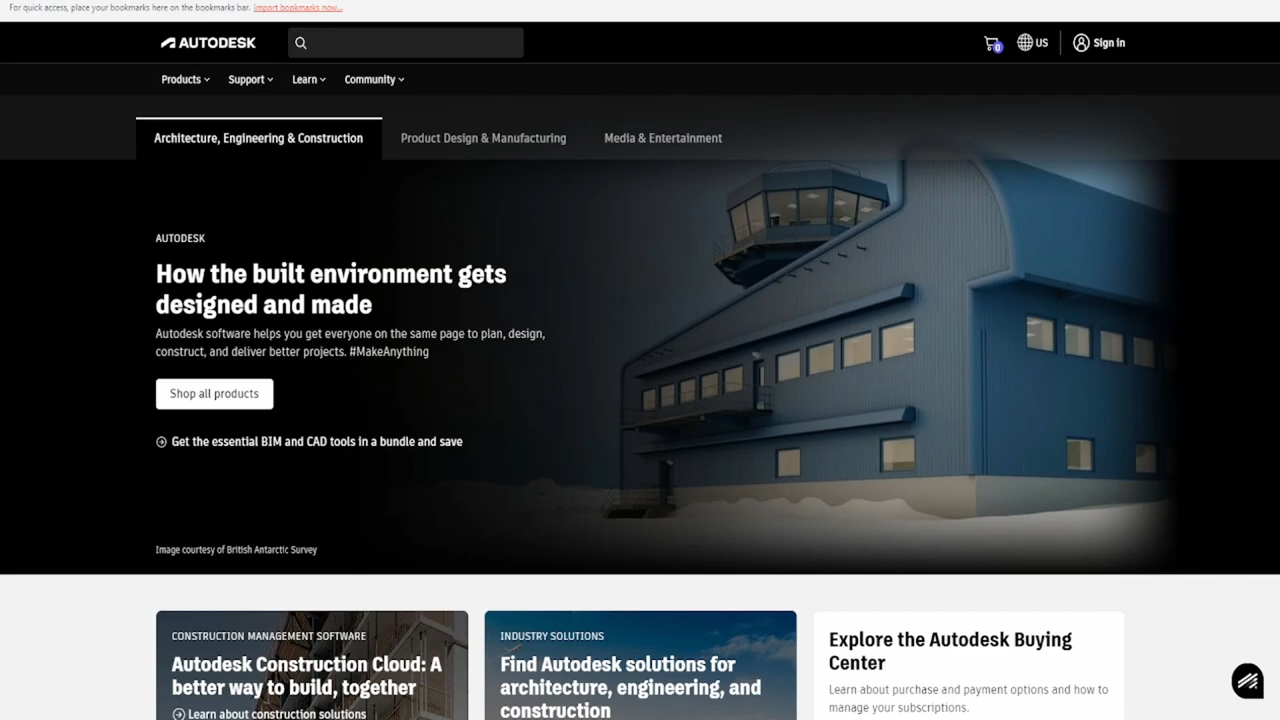 For quick access, place your bookmarks here on the bookmarks bar. Import bookmarks now...
AUTODESK
0
US
Sign in
Products
Support
Learn
Community
Architecture, Engineering & Construction
Product Design & Manufacturing
Media & Entertainment
AUTODESK
How the built environment gets
designed and made
Autodesk software helps you get everyone on the same page to plan, design,
construct, and deliver better projects. #MakeAnything
Shop all products
Get the essential BIM and CAD tools in a bundle and save
Image courtesy of British Antarctic Survey
CONSTRUCTION MANAGEMENT SOFTWARE
Autodesk Construction Cloud: A
better way to build, together
Learn about construction solutions
INDUSTRY SOLUTIONS
Find Autodesk solutions for
architecture, engineering, and
construction
Explore the Autodesk Buying
Center
Learn about purchase and payment options and how to
manage your subscriptions.